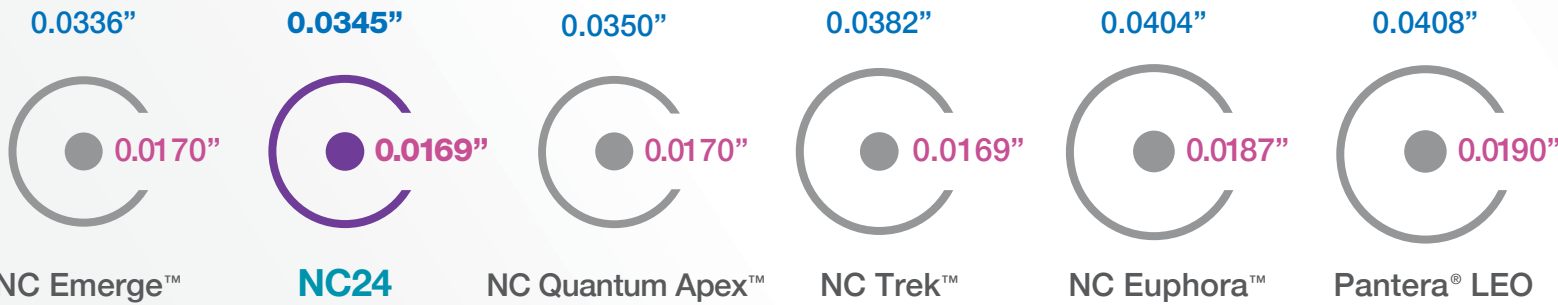 0.0336” 0.0345” 0.0350” 0.0382” 0.0404” 0.0408”
0.0170” 0.0169” 0.0170” 0.0169” 0.0187” 0.0190”
NC Emerge™ NC24 NC Quantum Apex™ NC Trek™ NC Euphora™ Pantera® LEO